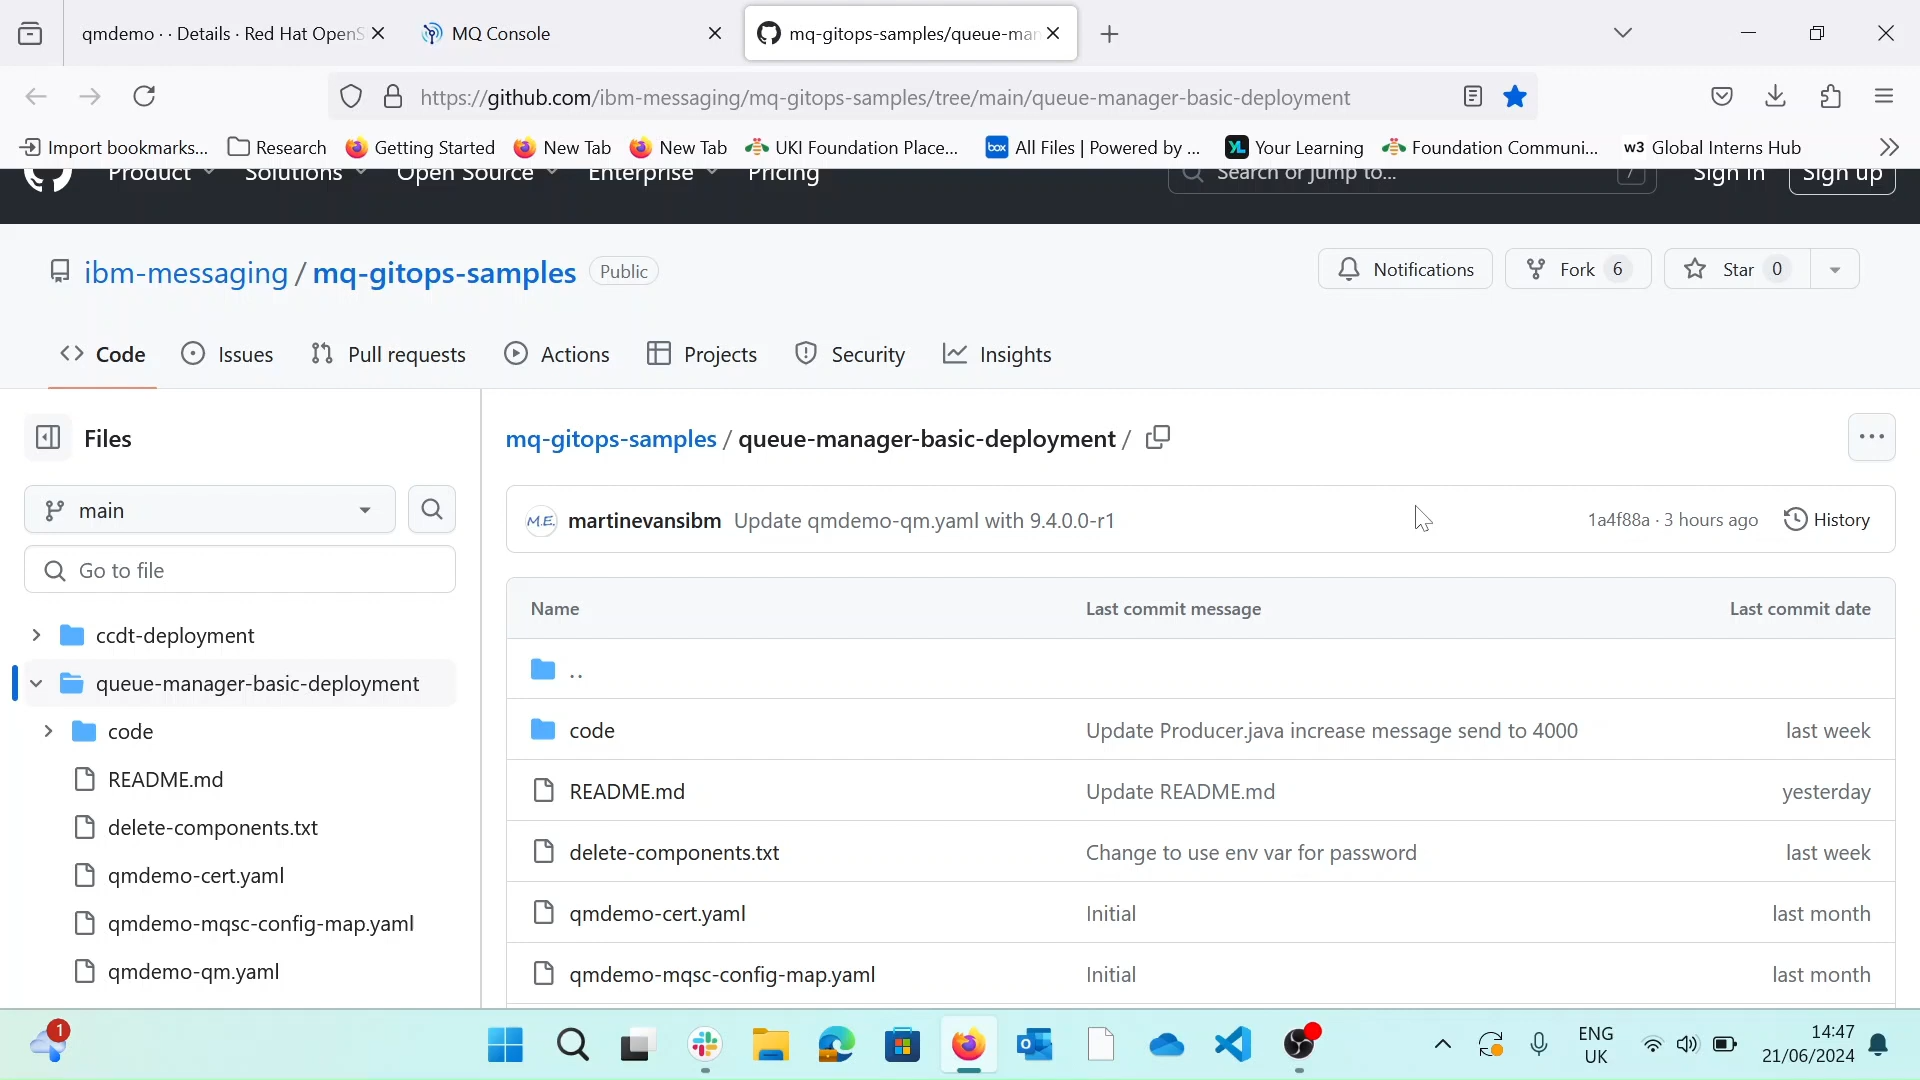 qmdemo · · Details · Red Hat OpenS
MQ Console
mq-gitops-samples/queue-man
https://github.com/ibm-messaging/mq-gitops-samples/tree/main/queue-manager-basic-deployment
Import bookmarks...
Research
Getting Started
New Tab
New Tab
UKI Foundation Place...
box
All Files | Powered by ...
YL
Your Learning
Foundation Communi...
w3
Global Interns Hub
Product
Solutions
Open Source
Enterprise
Pricing
Search or jump to...
/
Sign in
Sign up
ibm-messaging / mq-gitops-samples
Public
Notifications
Fork 6
Star 0
Code
Issues
Pull requests
Actions
Projects
Security
Insights
Files
main
Go to file
ccdt-deployment
queue-manager-basic-deployment
code
README.md
delete-components.txt
qmdemo-cert.yaml
qmdemo-mqsc-config-map.yaml
qmdemo-qm.yaml
mq-gitops-samples / queue-manager-basic-deployment /
M.E.
martinevansibm Update qmdemo-qm.yaml with 9.4.0.0-r1
1a4f88a · 3 hours ago
History
Name Last commit message Last commit date
..
code Update Producer.java increase message send to 4000 last week
README.md Update README.md yesterday
delete-components.txt Change to use env var for password last week
qmdemo-cert.yaml Initial last month
qmdemo-mqsc-config-map.yaml Initial last month
1
ENG
UK
14:47
21/06/2024